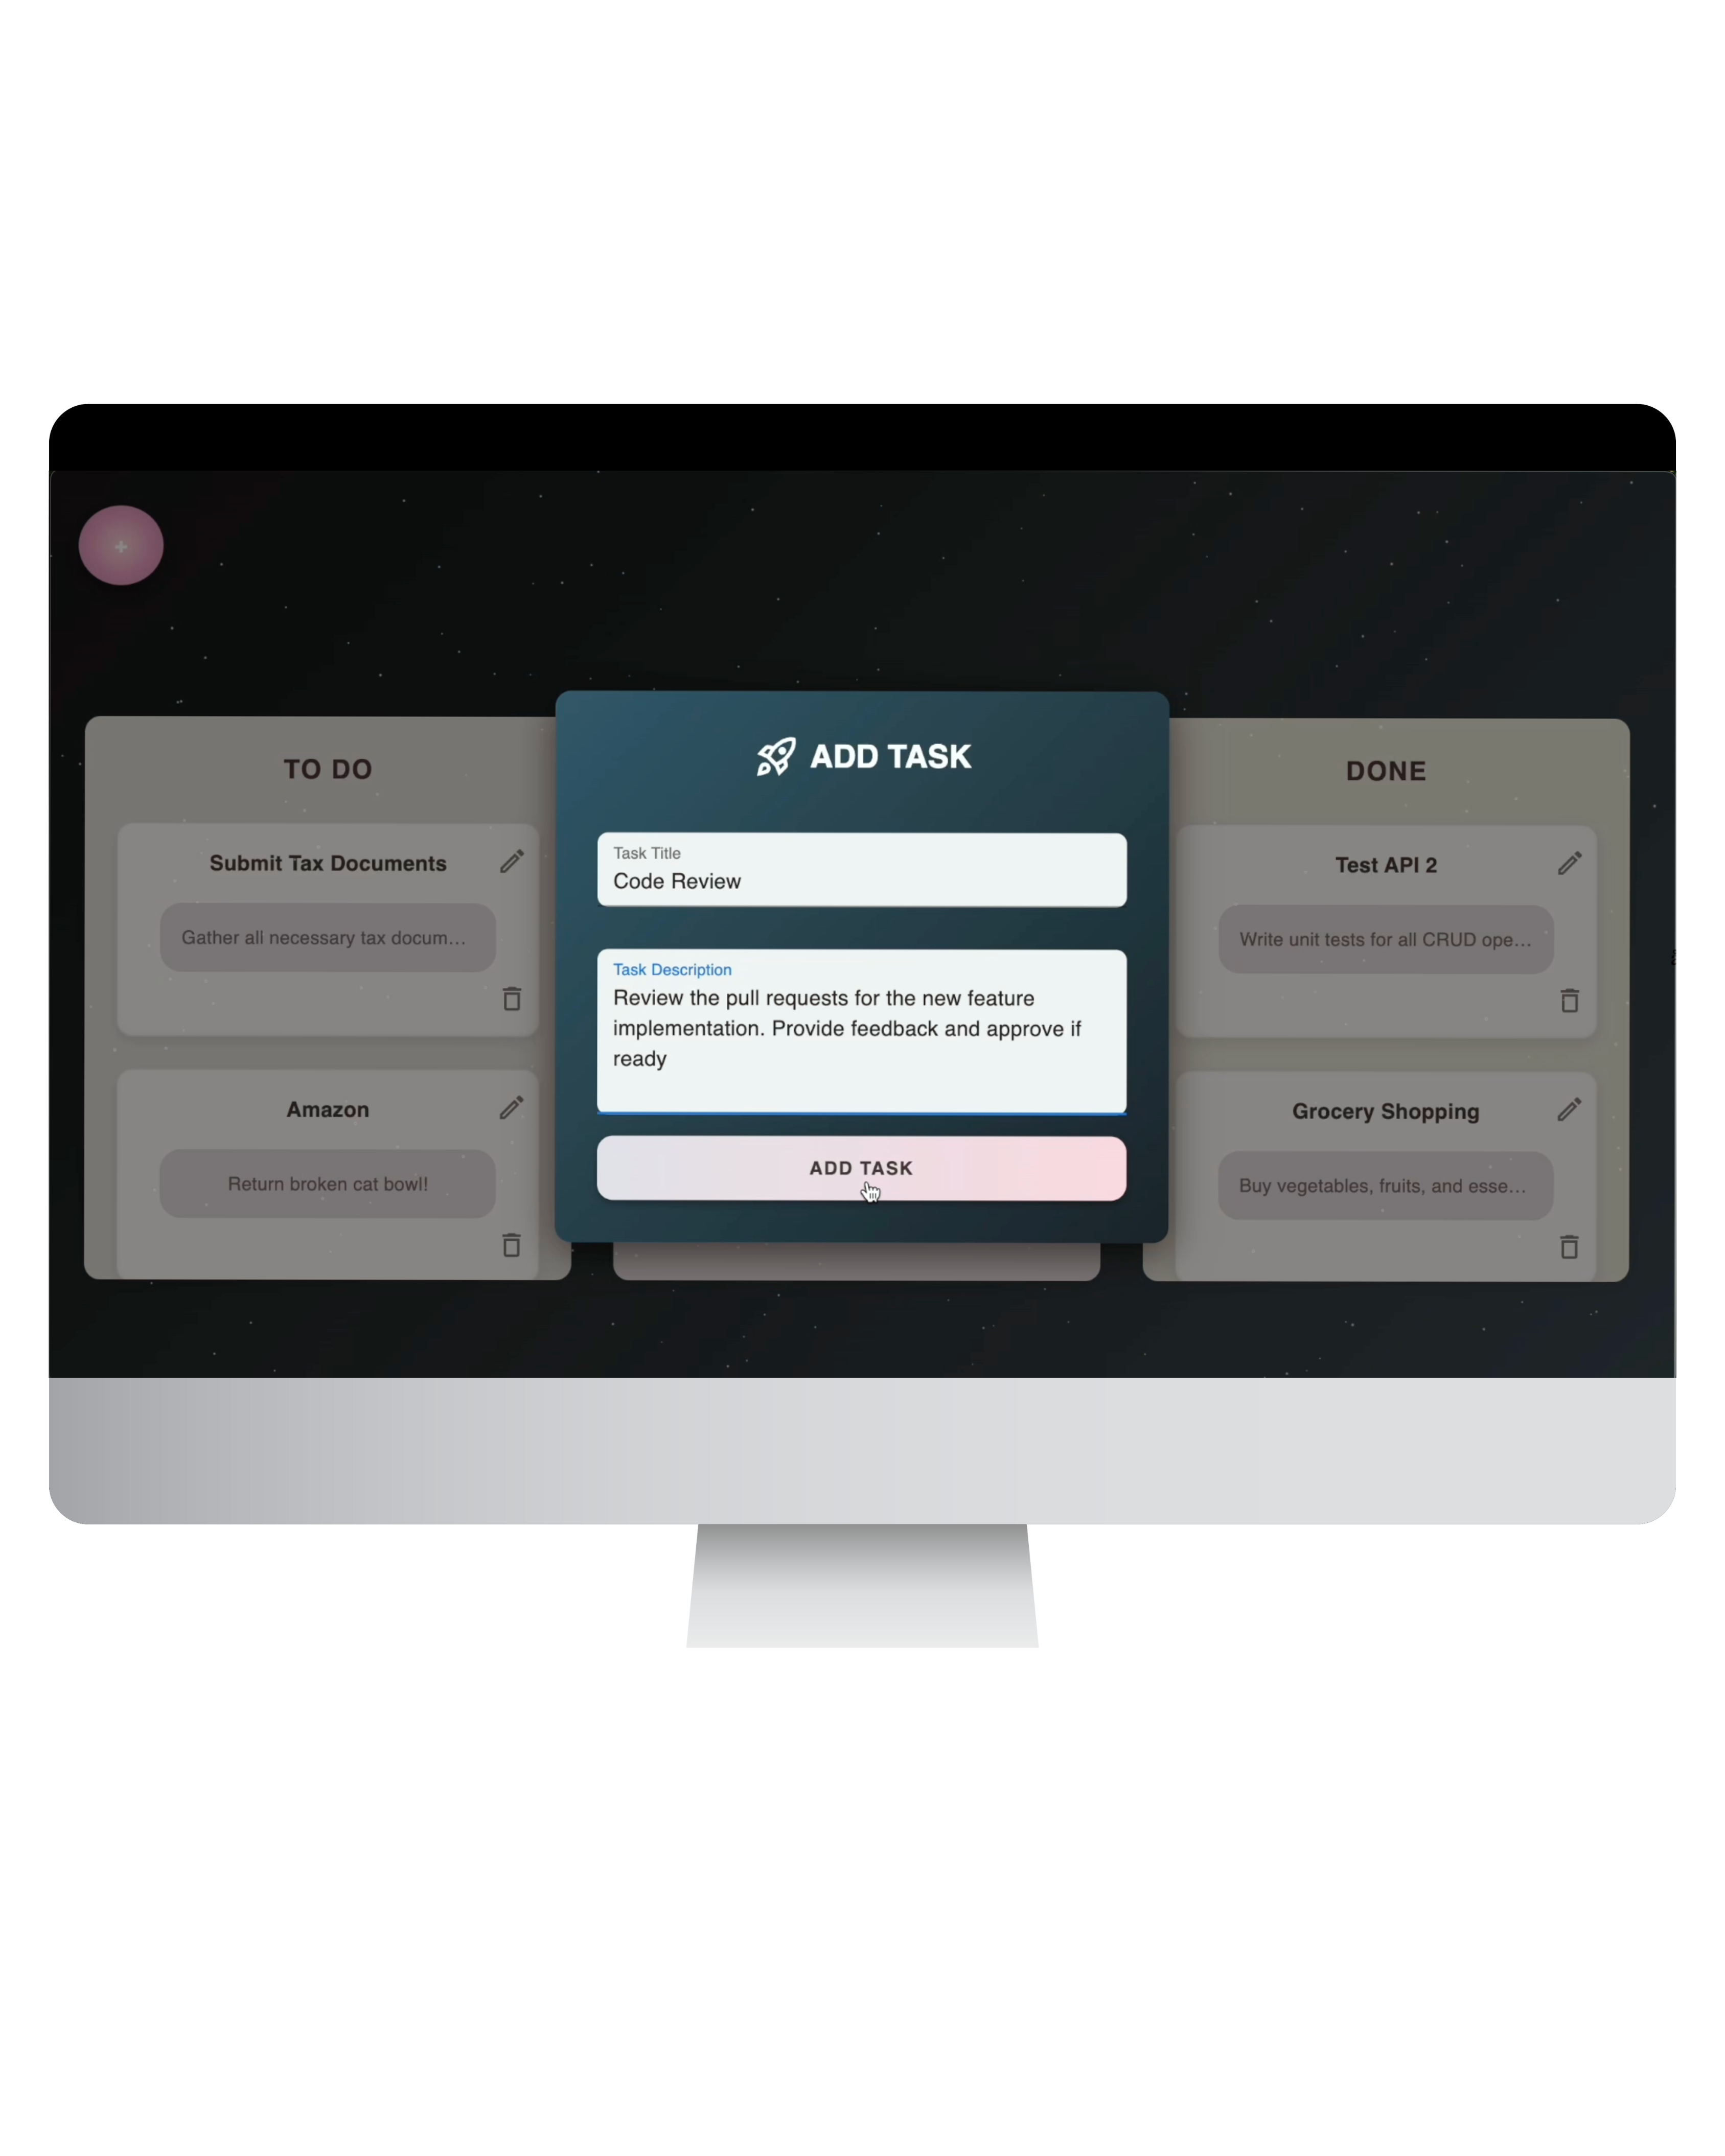 +
TO DO
Submit Tax Documents
Gather all necessary tax docum...
Amazon
Return broken cat bowl!
ADD TASK
Task Title
Code Review
Task Description
Review the pull requests for the new feature
implementation. Provide feedback and approve if
ready
ADD TASK
DONE
Test API 2
Write unit tests for all CRUD ope...
Grocery Shopping
Buy vegetables, fruits, and esse...